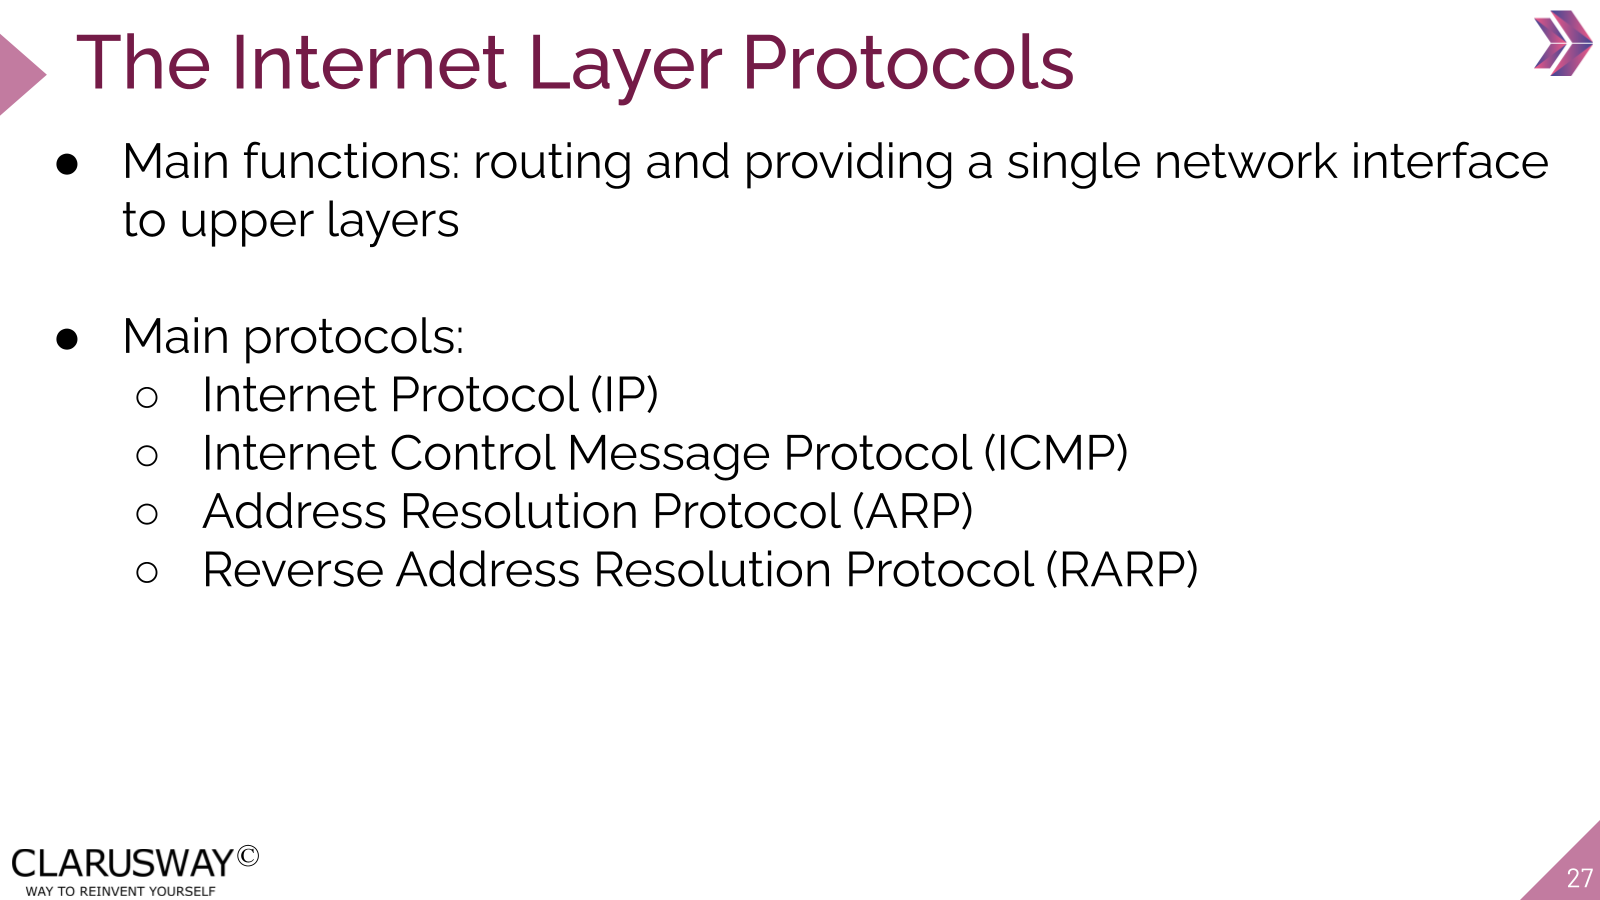 The Internet Layer Protocols
● Main functions: routing and providing a single network interface
to upper layers
● Main protocols:
○ Internet Protocol (IP)
○ Internet Control Message Protocol (ICMP)
○ Address Resolution Protocol (ARP)
○ Reverse Address Resolution Protocol (RARP)
CLARUSWAY©
WAY TO REINVENT YOURSELF
27